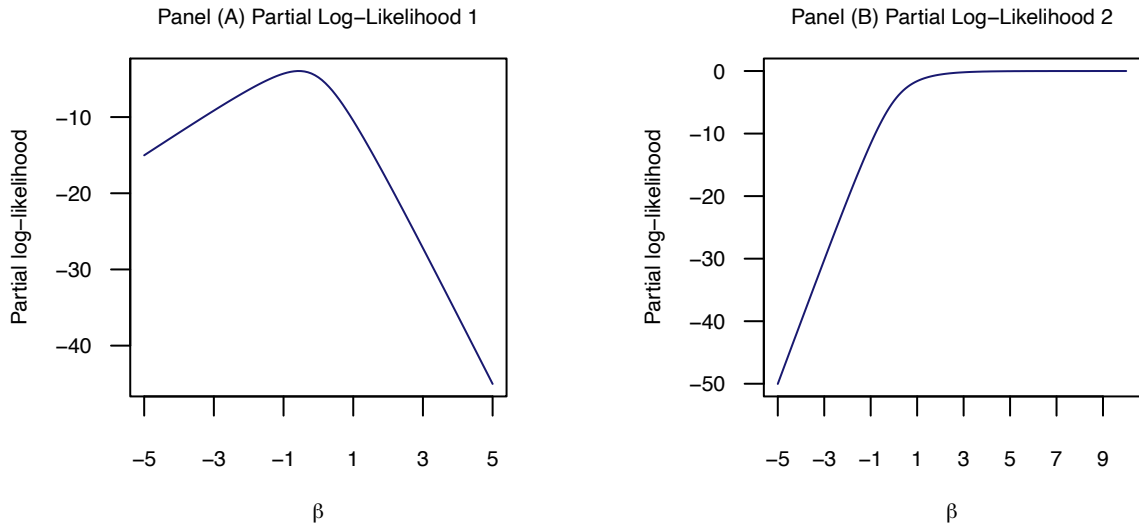 Panel (A) Partial Log−Likelihood 1
Partial log−likelihood
−10
−20
−30
−40
−5 −3 −1 1 3 5
β
Panel (B) Partial Log−Likelihood 2
Partial log−likelihood
0
−10
−20
−30
−40
−50
−5 −3 −1 1 3 5 7 9
β